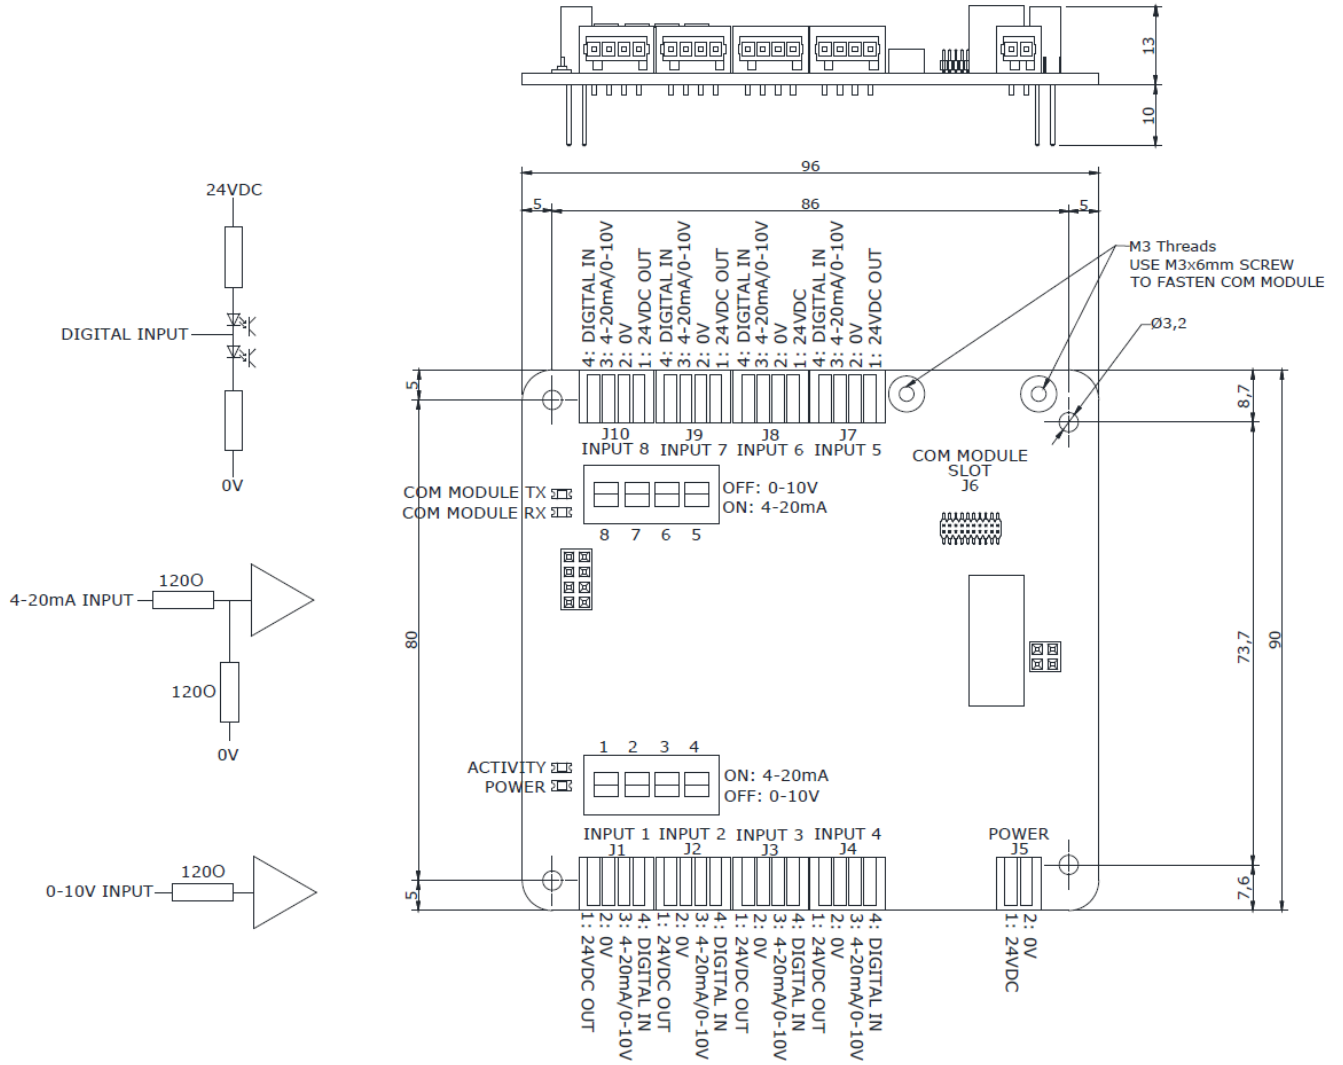 13
10
96
5
86
5
24VDC
DIGITAL INPUT
0V
4: DIGITAL IN
3: 4-20mA/0-10V
2: 0V
1: 24VDC OUT
4: DIGITAL IN
3: 4-20mA/0-10V
2: 0V
1: 24VDC OUT
4: DIGITAL IN
3: 4-20mA/0-10V
2: 0V
1: 24VDC
4: DIGITAL IN
3: 4-20mA/0-10V
2: 0V
1: 24VDC OUT
M3 Threads
USE M3x6mm SCREW
TO FASTEN COM MODULE
Ø3,2
5
8,7
J10
J9
J8
J7
INPUT 8
INPUT 7
INPUT 6
INPUT 5
COM MODULE
SLOT
J6
COM MODULE TX
COM MODULE RX
OFF: 0-10V
ON: 4-20mA
8
7
6
5
4-20mA INPUT
120O
120O
0V
80
73,7
90
1
2
3
4
ACTIVITY
POWER
ON: 4-20mA
OFF: 0-10V
INPUT 1
INPUT 2
INPUT 3
INPUT 4
POWER
J1
J2
J3
J4
J5
0-10V INPUT
120O
5
7,6
1: 24VDC OUT
2: 0V
3: 4-20mA/0-10V
4: DIGITAL IN
1: 24VDC OUT
2: 0V
3: 4-20mA/0-10V
4: DIGITAL IN
1: 24VDC OUT
2: 0V
3: 4-20mA/0-10V
4: DIGITAL IN
1: 24VDC OUT
2: 0V
3: 4-20mA/0-10V
4: DIGITAL IN
1: 24VDC
2: 0V